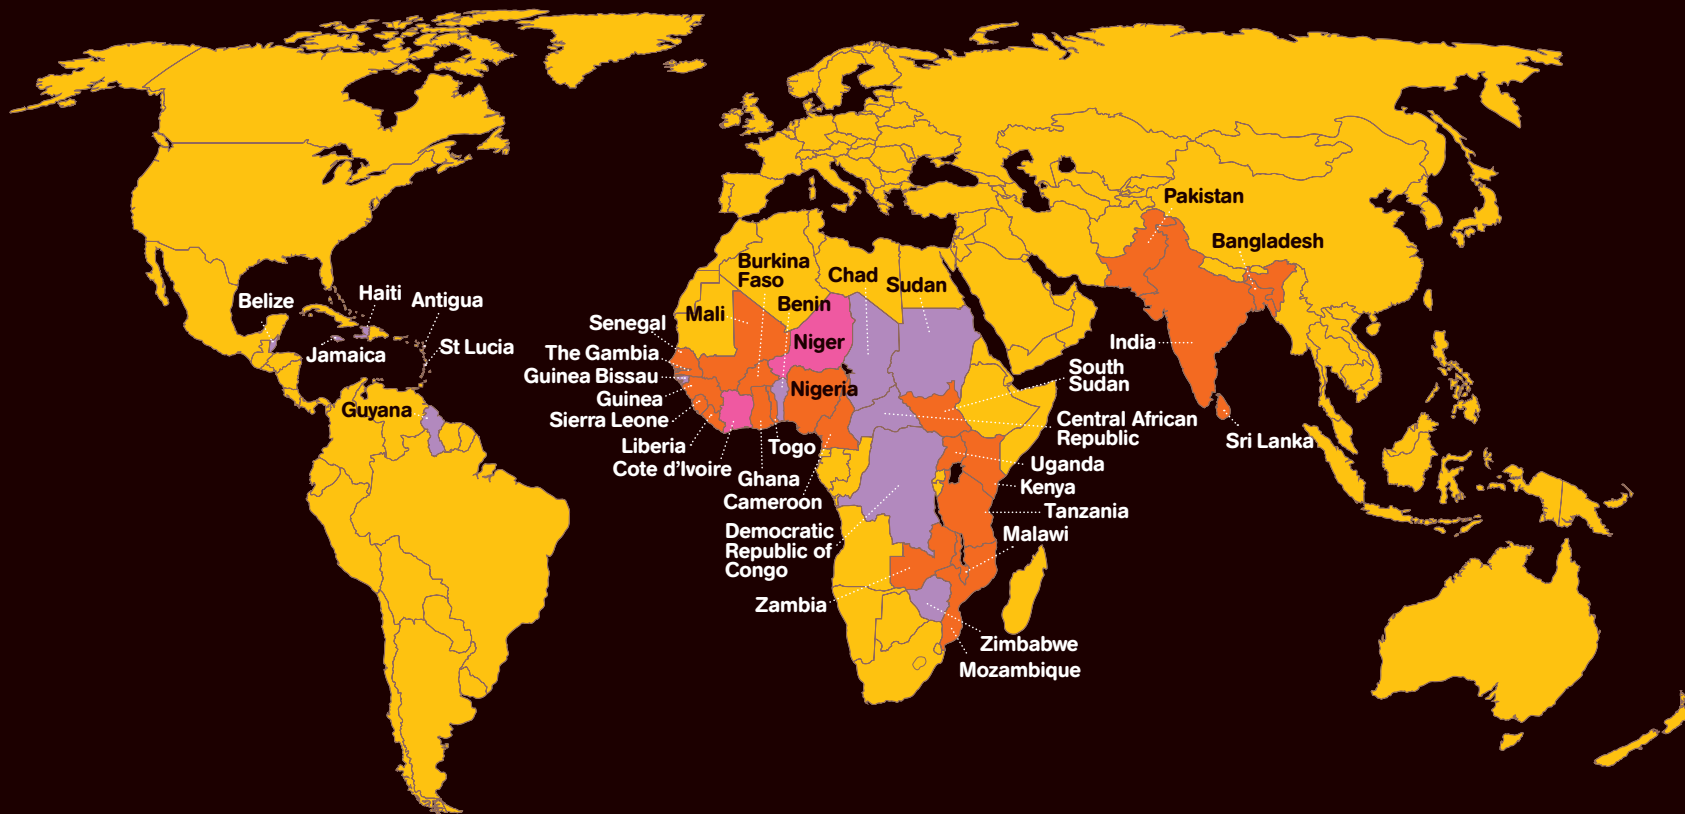 Pakistan
Bangladesh
Burkina
Faso
Chad
Sudan
Haiti
Antigua
Belize
Benin
Mali
Senegal
Niger
India
Jamaica
St Lucia
The Gambia
Guinea Bissau
South
Sudan
Nigeria
Guinea
Guyana
Sierra Leone
Central African
Republic
Sri Lanka
Liberia
Togo
Cote d’Ivoire
Uganda
Ghana
Kenya
Cameroon
Tanzania
Democratic
Republic of
Congo
Malawi
Zambia
Zimbabwe
Mozambique